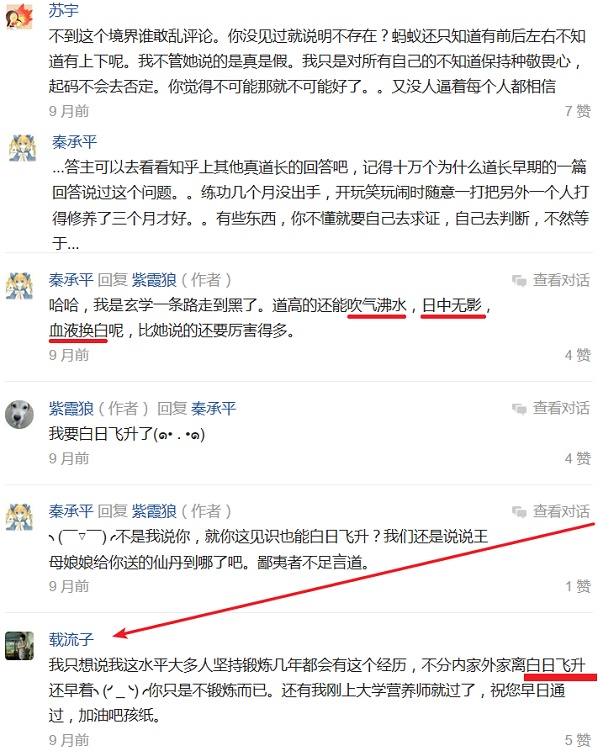 苏宇
不到这个境界谁敢乱评论。你没见过就说明不存在？蚂蚁还只知道有前后左右不知
道有上下呢。我不管她说的是真是假。我只是对所有自己的不知道保持种敬畏心，
起码不会去否定。你觉得不可能那就不可能好了。。又没人逼着每个人都相信
9 月前 7 赞
秦承平
...答主可以去看看知乎上其他真道长的回答吧，记得十万个为什么道长早期的一篇
回答说过这个问题。。练功几个月没出手，开玩笑玩闹时随意一打把另外一个人打
得修养了三个月才好。。有些东西，你不懂就要自己去求证，自己去判断，不然等
于...
秦承平 回复 紫霞狼（作者） 查看对话
哈哈，我是玄学一条路走到黑了。道高的还能吹气沸水，日中无影，
血液换白呢，比她说的还要厉害得多。
9 月前 4 赞
紫霞狼（作者） 回复 秦承平 查看对话
我要白日飞升了(๑• . •๑)
9 月前 4 赞
秦承平 回复 紫霞狼（作者） 查看对话
╮(￣▽￣)╭不是我说你，就你这见识也能白日飞升？我们还是说说王
母娘娘给你送的仙丹到哪了吧。鄙夷者不足言道。
9 月前 1 赞
载流子
我只想说我这水平大多人坚持锻炼几年都会有这个经历，不分内家外家离白日飞升
还早着╮(╯_╰)╭你只是不锻炼而已。还有我刚上大学营养师就过了，祝您早日通
过，加油吧孩纸。
9 月前 5 赞